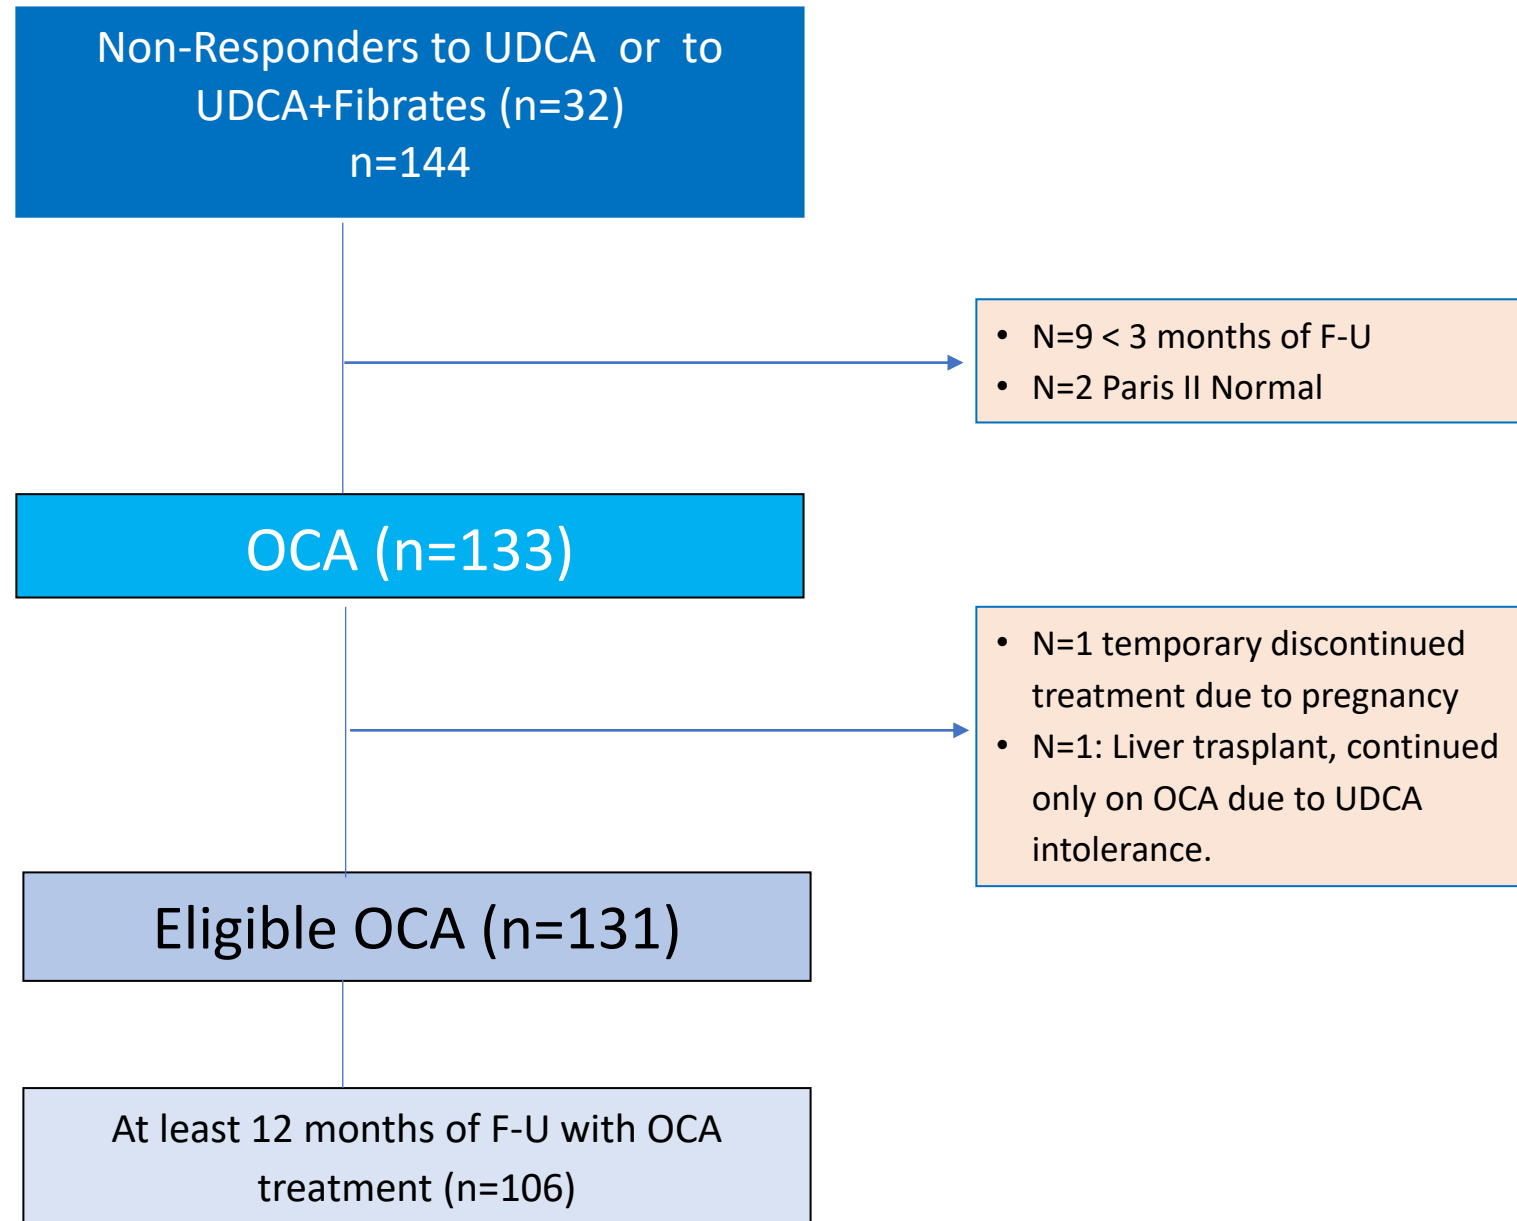 Non-Responders to UDCA or to
UDCA+Fibrates (n=32)
n=144
• N=9 < 3 months of F-U
• N=2 Paris II Normal
OCA (n=133)
• N=1 temporary discontinued
treatment due to pregnancy
• N=1: Liver trasplant, continued
only on OCA due to UDCA
intolerance.
Eligible OCA (n=131)
At least 12 months of F-U with OCA
treatment (n=106)